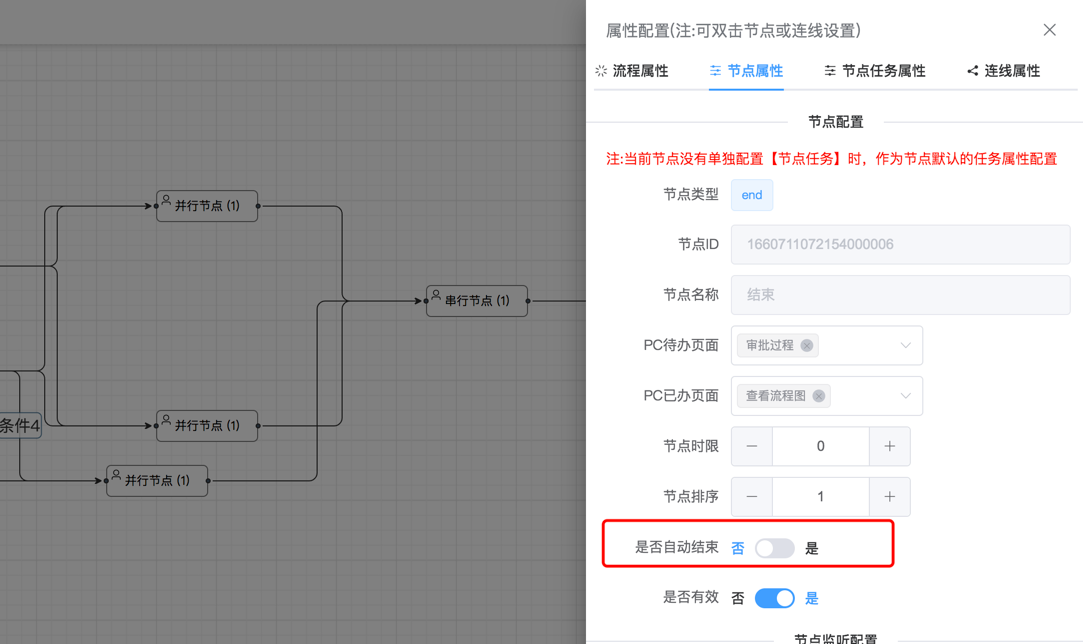 属性配置(注:可双击节点或连线设置)
流程属性
节点属性
节点任务属性
连线属性
节点配置
注:当前节点没有单独配置【节点任务】时，作为节点默认的任务属性配置
节点类型 end
节点ID 1660711072154000006
节点名称 结束
PC待办页面 审批过程
PC已办页面 查看流程图
节点时限 0
节点排序 1
是否自动结束 否 是
是否有效 否 是
节点监听配置
并行节点 (1)
串行节点 (1)
条件4
并行节点 (1)
并行节点 (1)